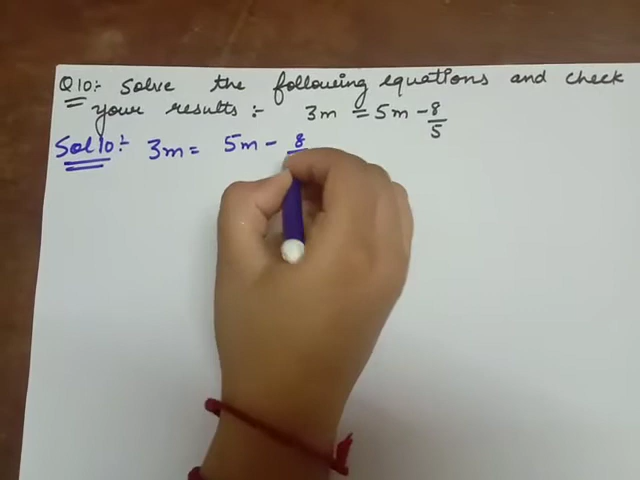 Q10:- Solve the following equations and check
your results :- 3m = 5m - 8/5
Sol10:- 3m = 5m - 8